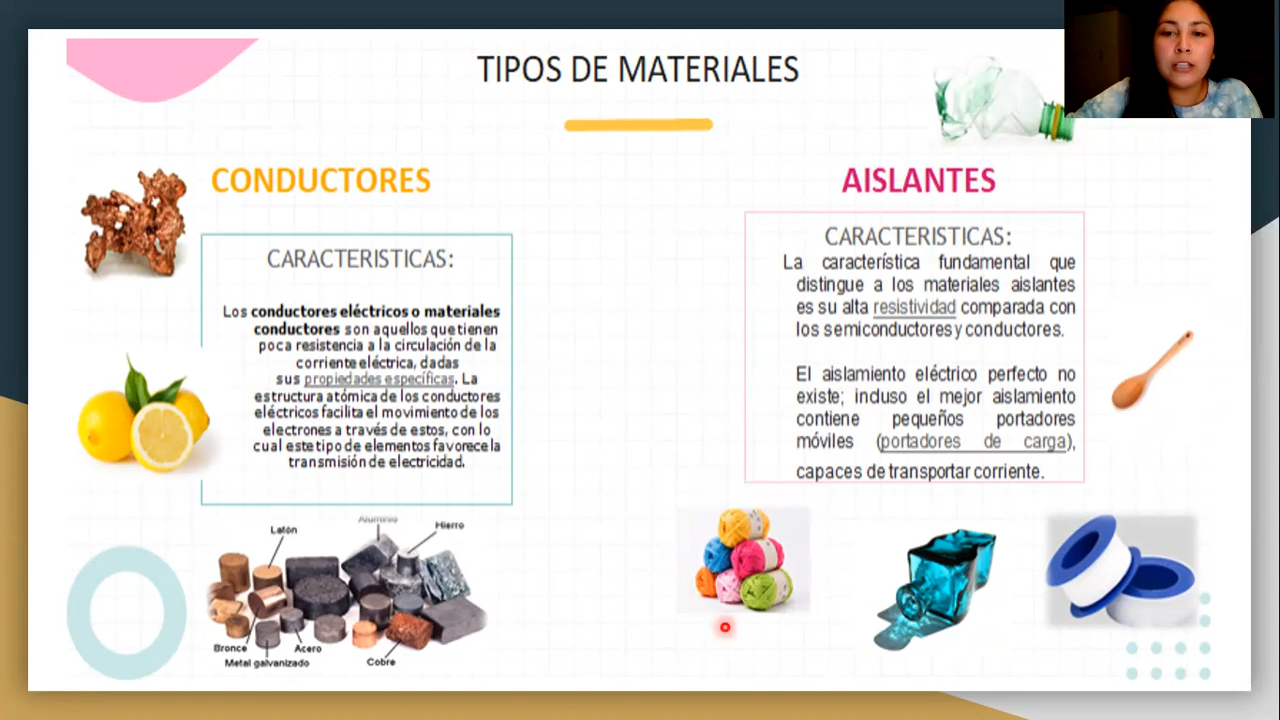 TIPOS DE MATERIALES
CONDUCTORES
CARACTERISTICAS:
Los conductores eléctricos o materiales
conductores son aquellos que tienen
poca resistencia a la circulación de la
corriente eléctrica, dadas
sus propiedades específicas. La
estructura atómica de los conductores
eléctricos facilita el movimiento de los
electrones a través de estos, con lo
cual este tipo de elementos favorece la
transmisión de electricidad.
AISLANTES
CARACTERISTICAS:
La característica fundamental que
distingue a los materiales aislantes
es su alta resistividad comparada con
los semiconductores y conductores.
El aislamiento eléctrico perfecto no
existe; incluso el mejor aislamiento
contiene pequeños portadores
móviles (portadores de carga),
capaces de transportar corriente.
Aluminio
Latón
Hierro
Bronce
Acero
Metal galvanizado
Cobre